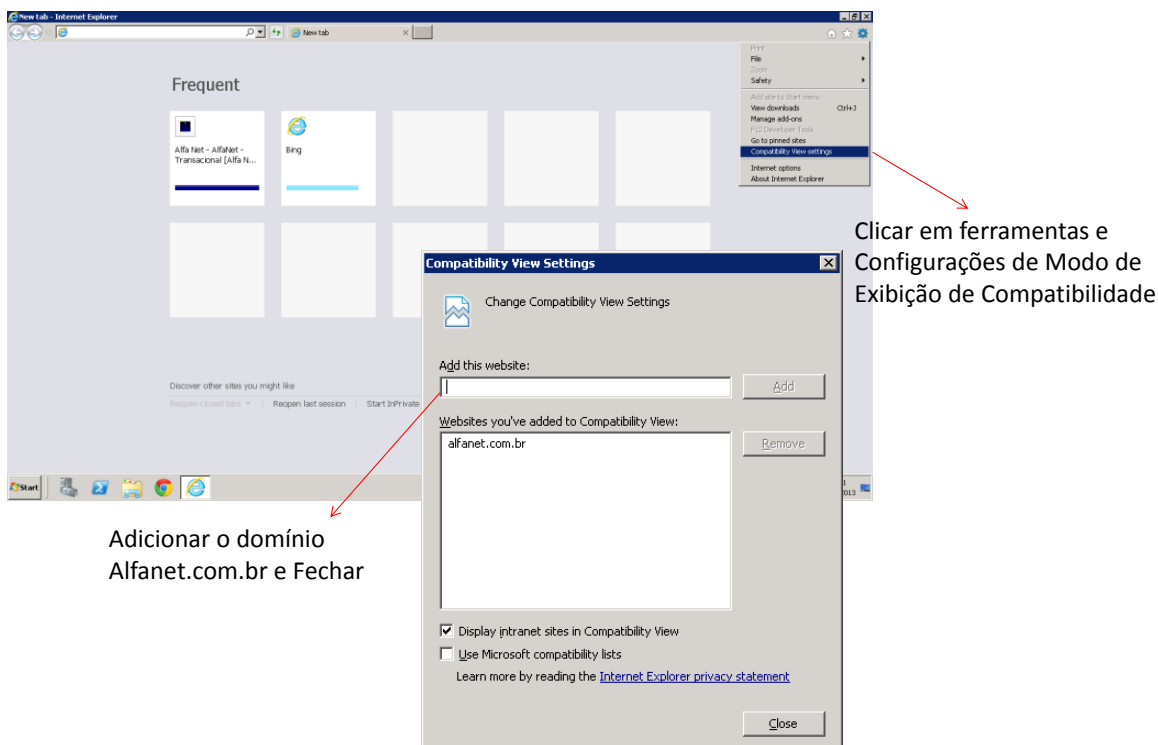 New tab - Internet Explorer
New tab
Print
File
Zoom
Safety
Add site to Start menu
View downloads Ctrl+J
Manage add-ons
F12 Developer Tools
Go to pinned sites
Compatibility View settings
Internet options
About Internet Explorer
Frequent
Alfa Net - AlfaNet -
Transacional [Alfa N...
Bing
Clicar em ferramentas e
Configurações de Modo de
Exibição de Compatibilidade
Compatibility View Settings
Change Compatibility View Settings
Add this website:
Add
Websites you've added to Compatibility View:
alfanet.com.br
Remove
Discover other sites you might like
Reopen closed tabs
Reopen last session
Start InPrivate
Start
2013
Adicionar o domínio
Alfanet.com.br e Fechar
Display intranet sites in Compatibility View
Use Microsoft compatibility lists
Learn more by reading the Internet Explorer privacy statement
Close